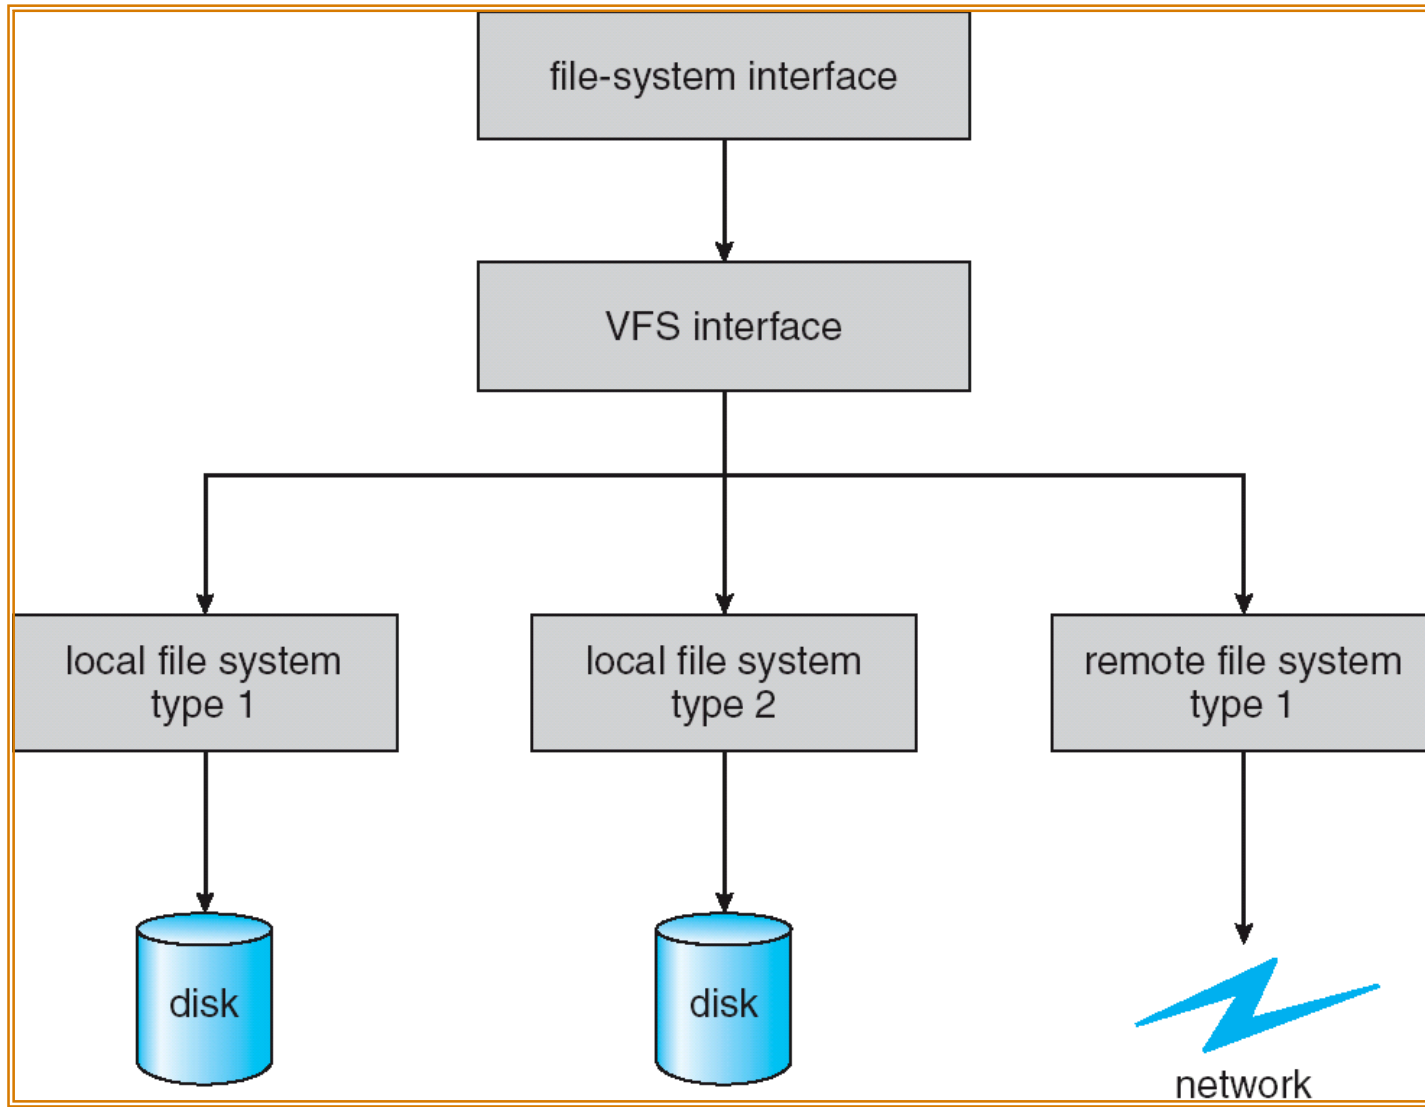 file-system interface
VFS interface
local file system
type 1
local file system
type 2
remote file system
type 1
disk
disk
network